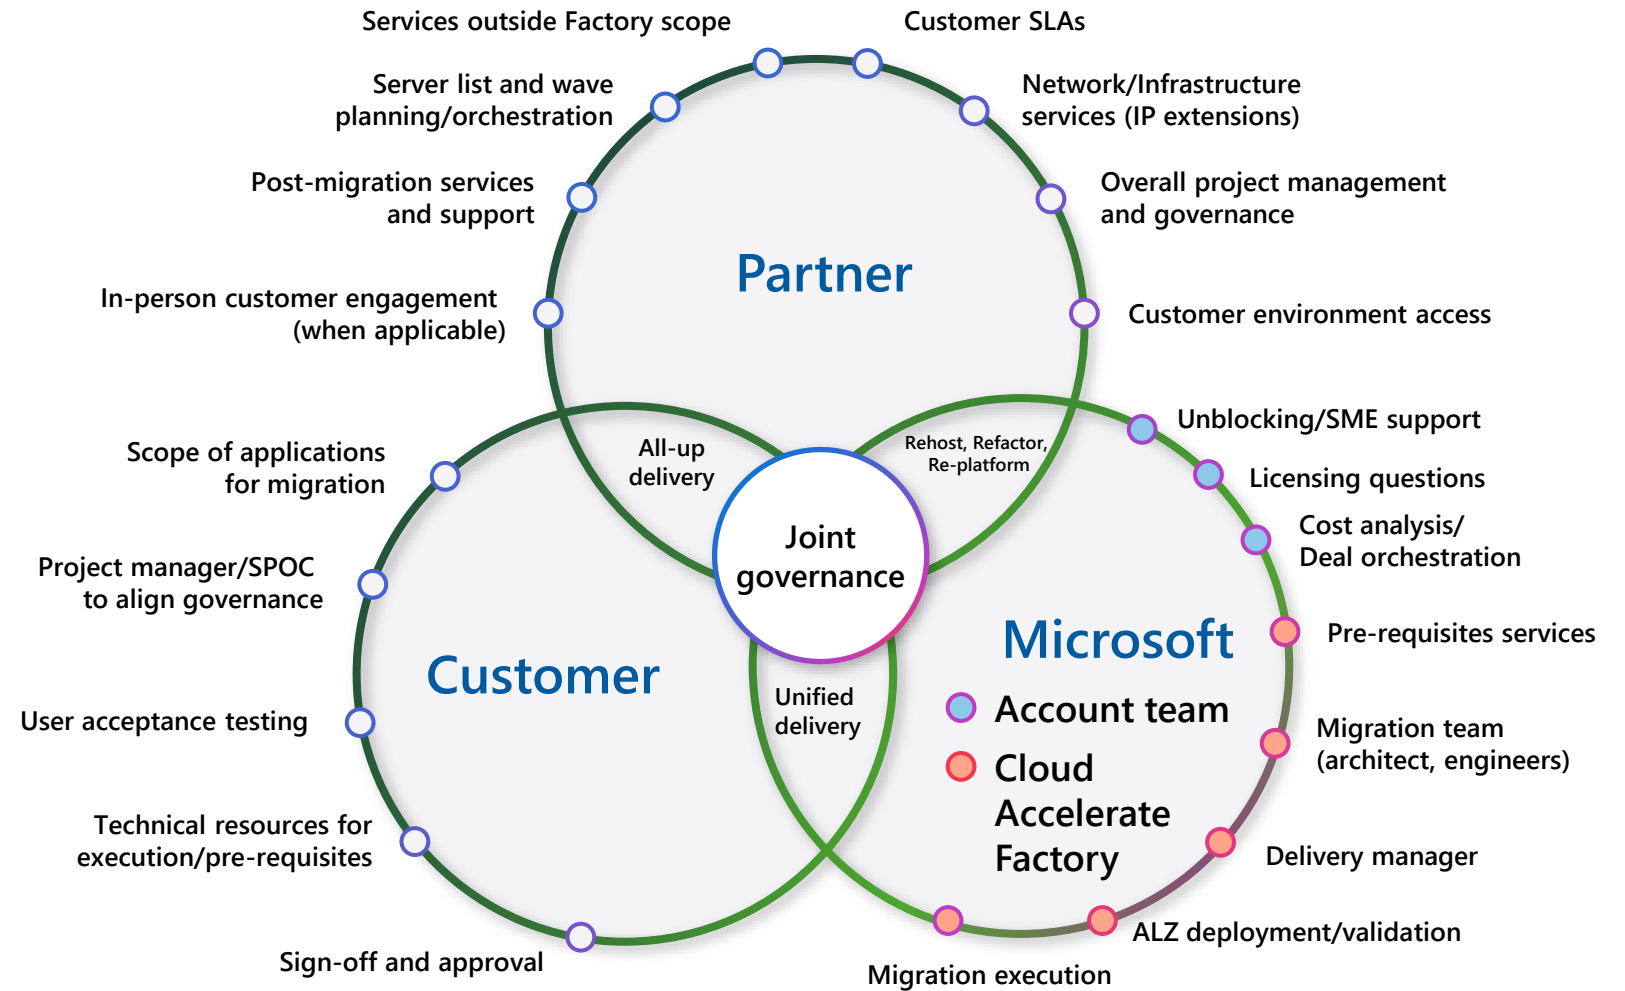 Services outside Factory scope
Customer SLAs
Server list and wave
planning/orchestration
Network/Infrastructure
services (IP extensions)
Post-migration services
and support
Overall project management
and governance
Partner
In-person customer engagement
(when applicable)
Customer environment access
Scope of applications
for migration
All-up
delivery
Rehost, Refactor,
Re-platform
Unblocking/SME support
Licensing questions
Cost analysis/
Deal orchestration
Joint
governance
Project manager/SPOC
to align governance
Customer
Microsoft
Pre-requisites services
User acceptance testing
Unified
delivery
Account team
Cloud
Accelerate
Factory
Migration team
(architect, engineers)
Technical resources for
execution/pre-requisites
Delivery manager
ALZ deployment/validation
Sign-off and approval
Migration execution